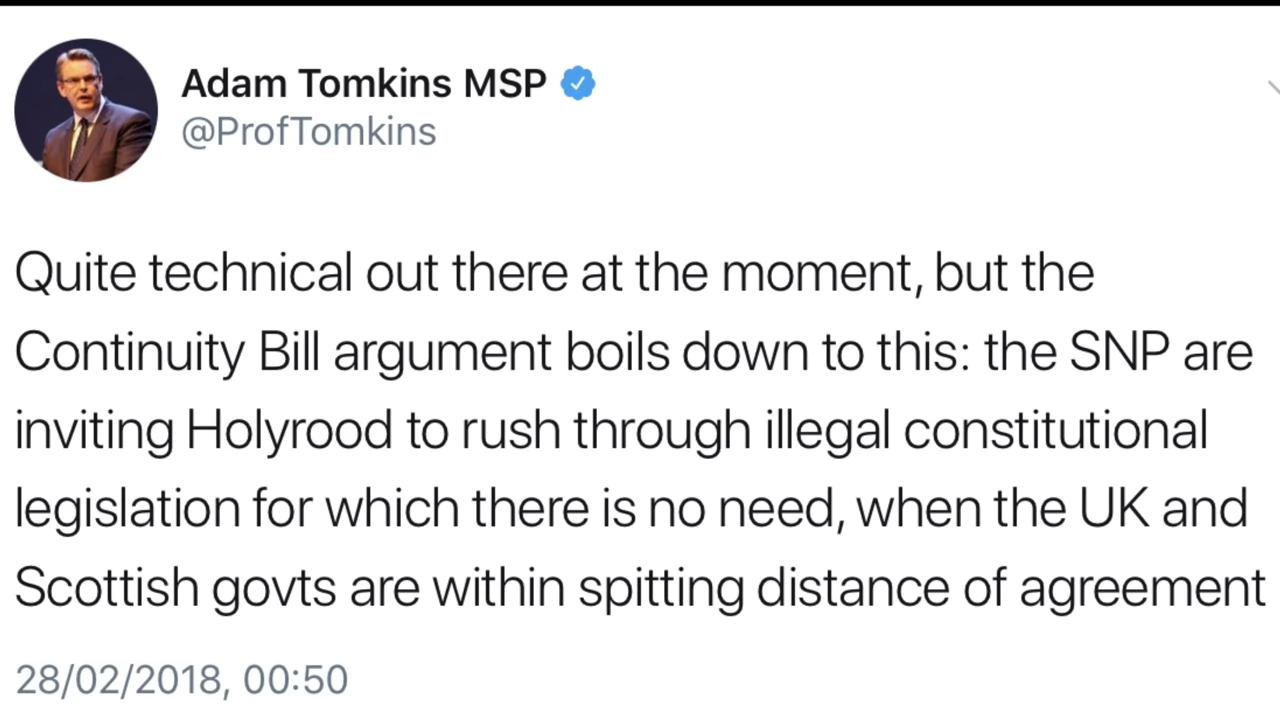 Adam Tomkins MSP
@ProfTomkins
Quite technical out there at the moment, but the
Continuity Bill argument boils down to this: the SNP are
inviting Holyrood to rush through illegal constitutional
legislation for which there is no need, when the UK and
Scottish govts are within spitting distance of agreement
28/02/2018, 00:50